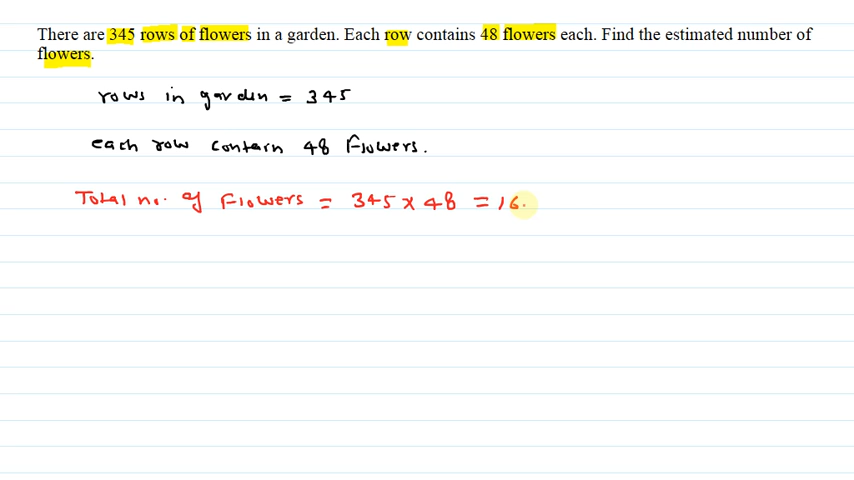 There are 345 rows of flowers in a garden. Each row contains 48 flowers each. Find the estimated number of
flowers.
rows in garden = 345
each row contain 48 Flowers.
Total no. of Flowers = 345 × 48 = 16.